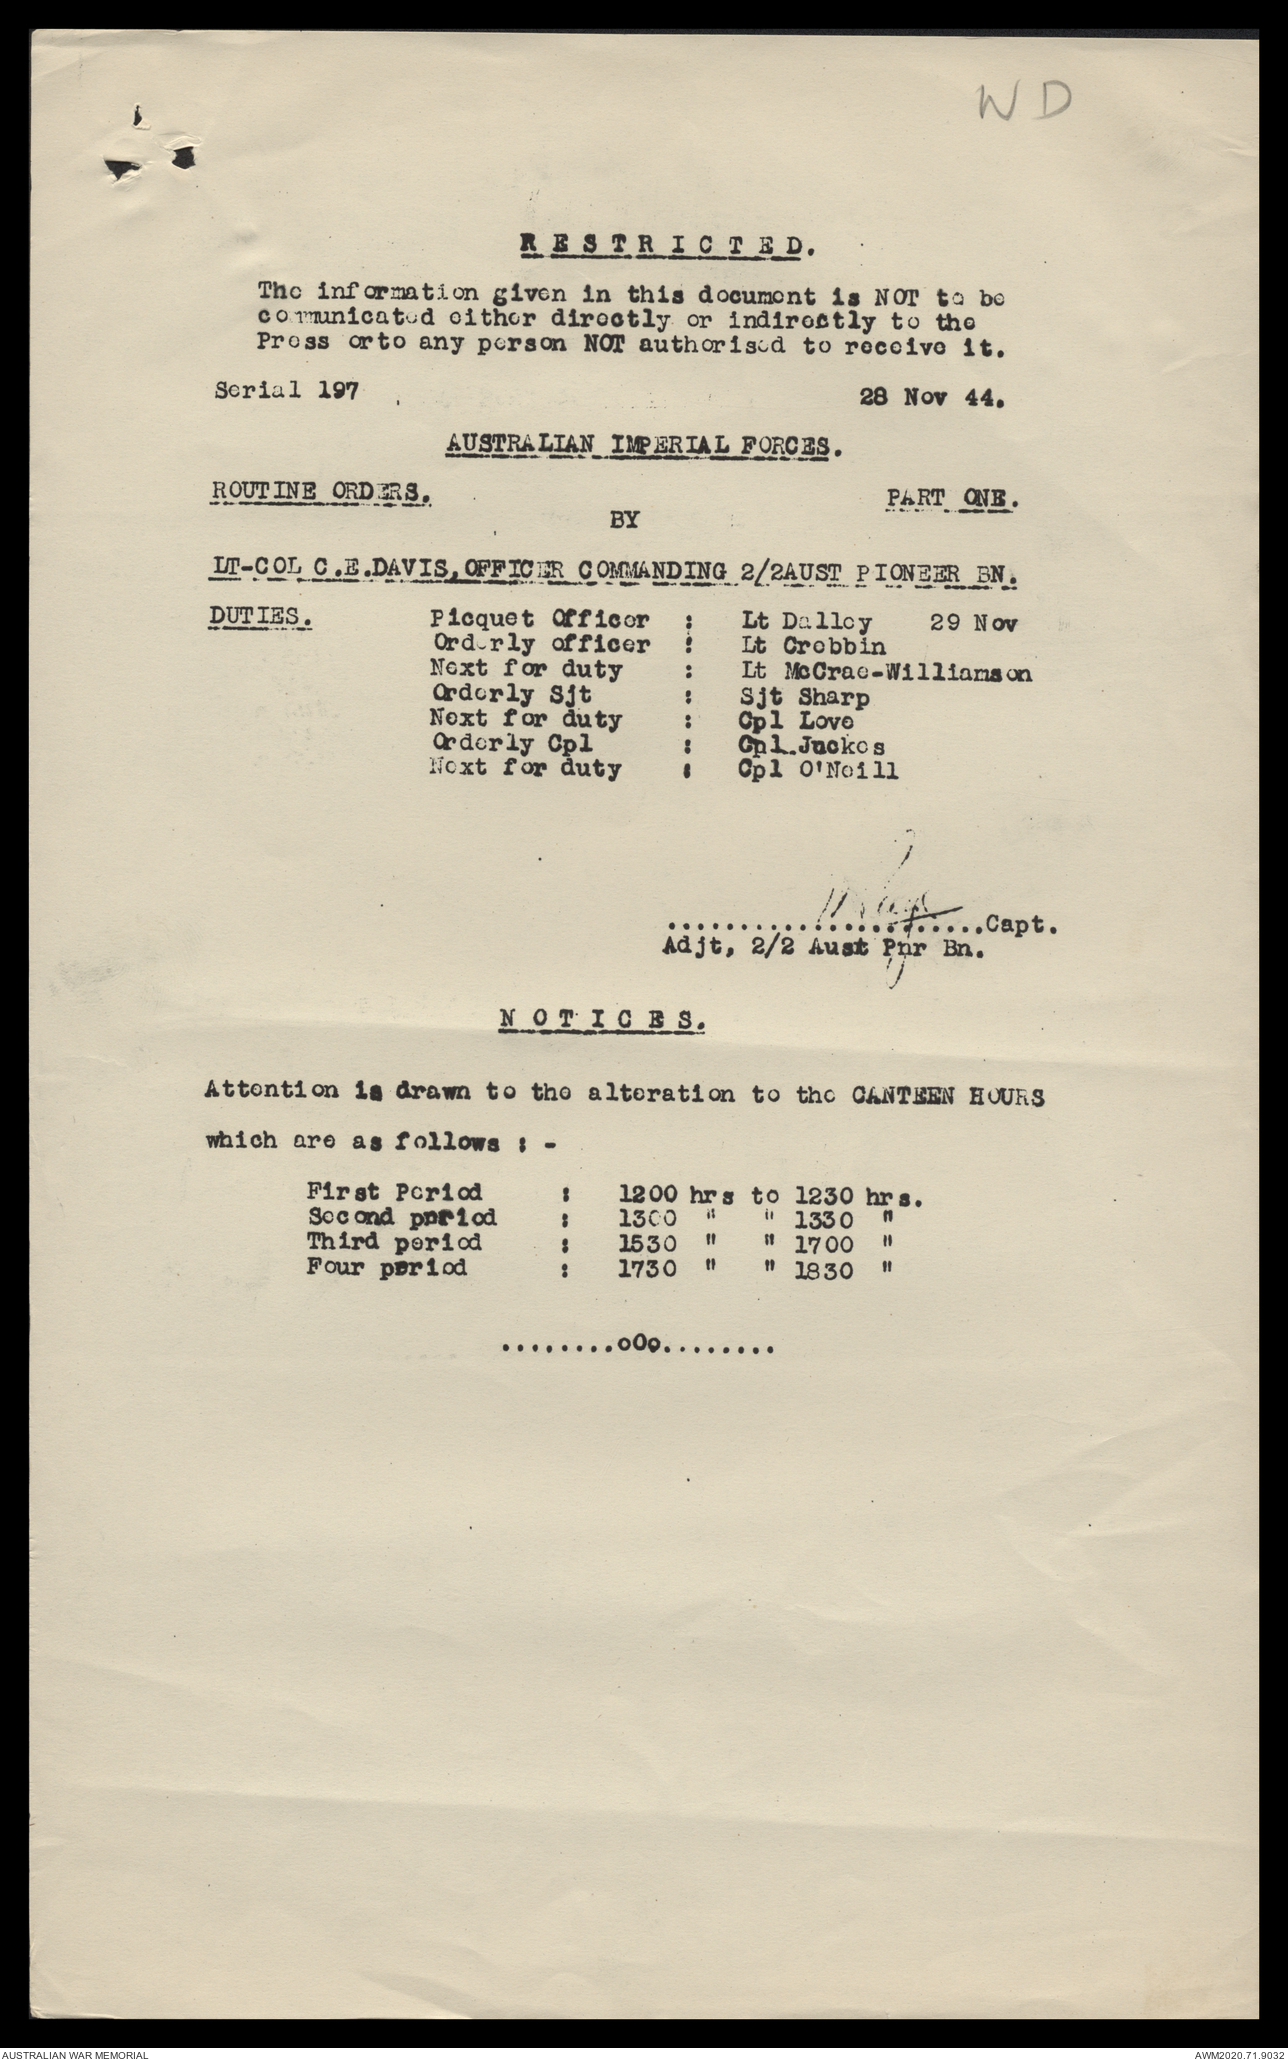 WD
RESTRICTED.
The information given in this document is NOT to be
communicated either directly or indirectly to the
Press orto any person NOT authorised to receive it.
Serial 197 28 Nov 44.
AUSTRALIAN IMPERIAL FORCES.
ROUTINE ORDERS. PART ONE.
BY
LT-COL C.E.DAVIS, OFFICER COMMANDING 2/2AUST PIONEER BN.
DUTIES. Picquet Officer : Lt Dalley 29 Nov
Orderly officer : Lt Crebbin
Next for duty : Lt McCrae-Williamson
Orderly Sjt : Sjt Sharp
Next for duty : Cpl Love
Orderly Cpl : Cpl Juckes
Next for duty : Cpl O'Neill
......................Capt.
Adjt, 2/2 Aust Pnr Bn.
NOTICES.
Attention is drawn to the alteration to the CANTEEN HOURS
which are as follows : -
First Period : 1200 hrs to 1230 hrs.
Second period : 1300 " " 1330 "
Third period : 1530 " " 1700 "
Four period : 1730 " " 1830 "
........oOo........
AUSTRALIAN WAR MEMORIAL AWM2020.71.9032